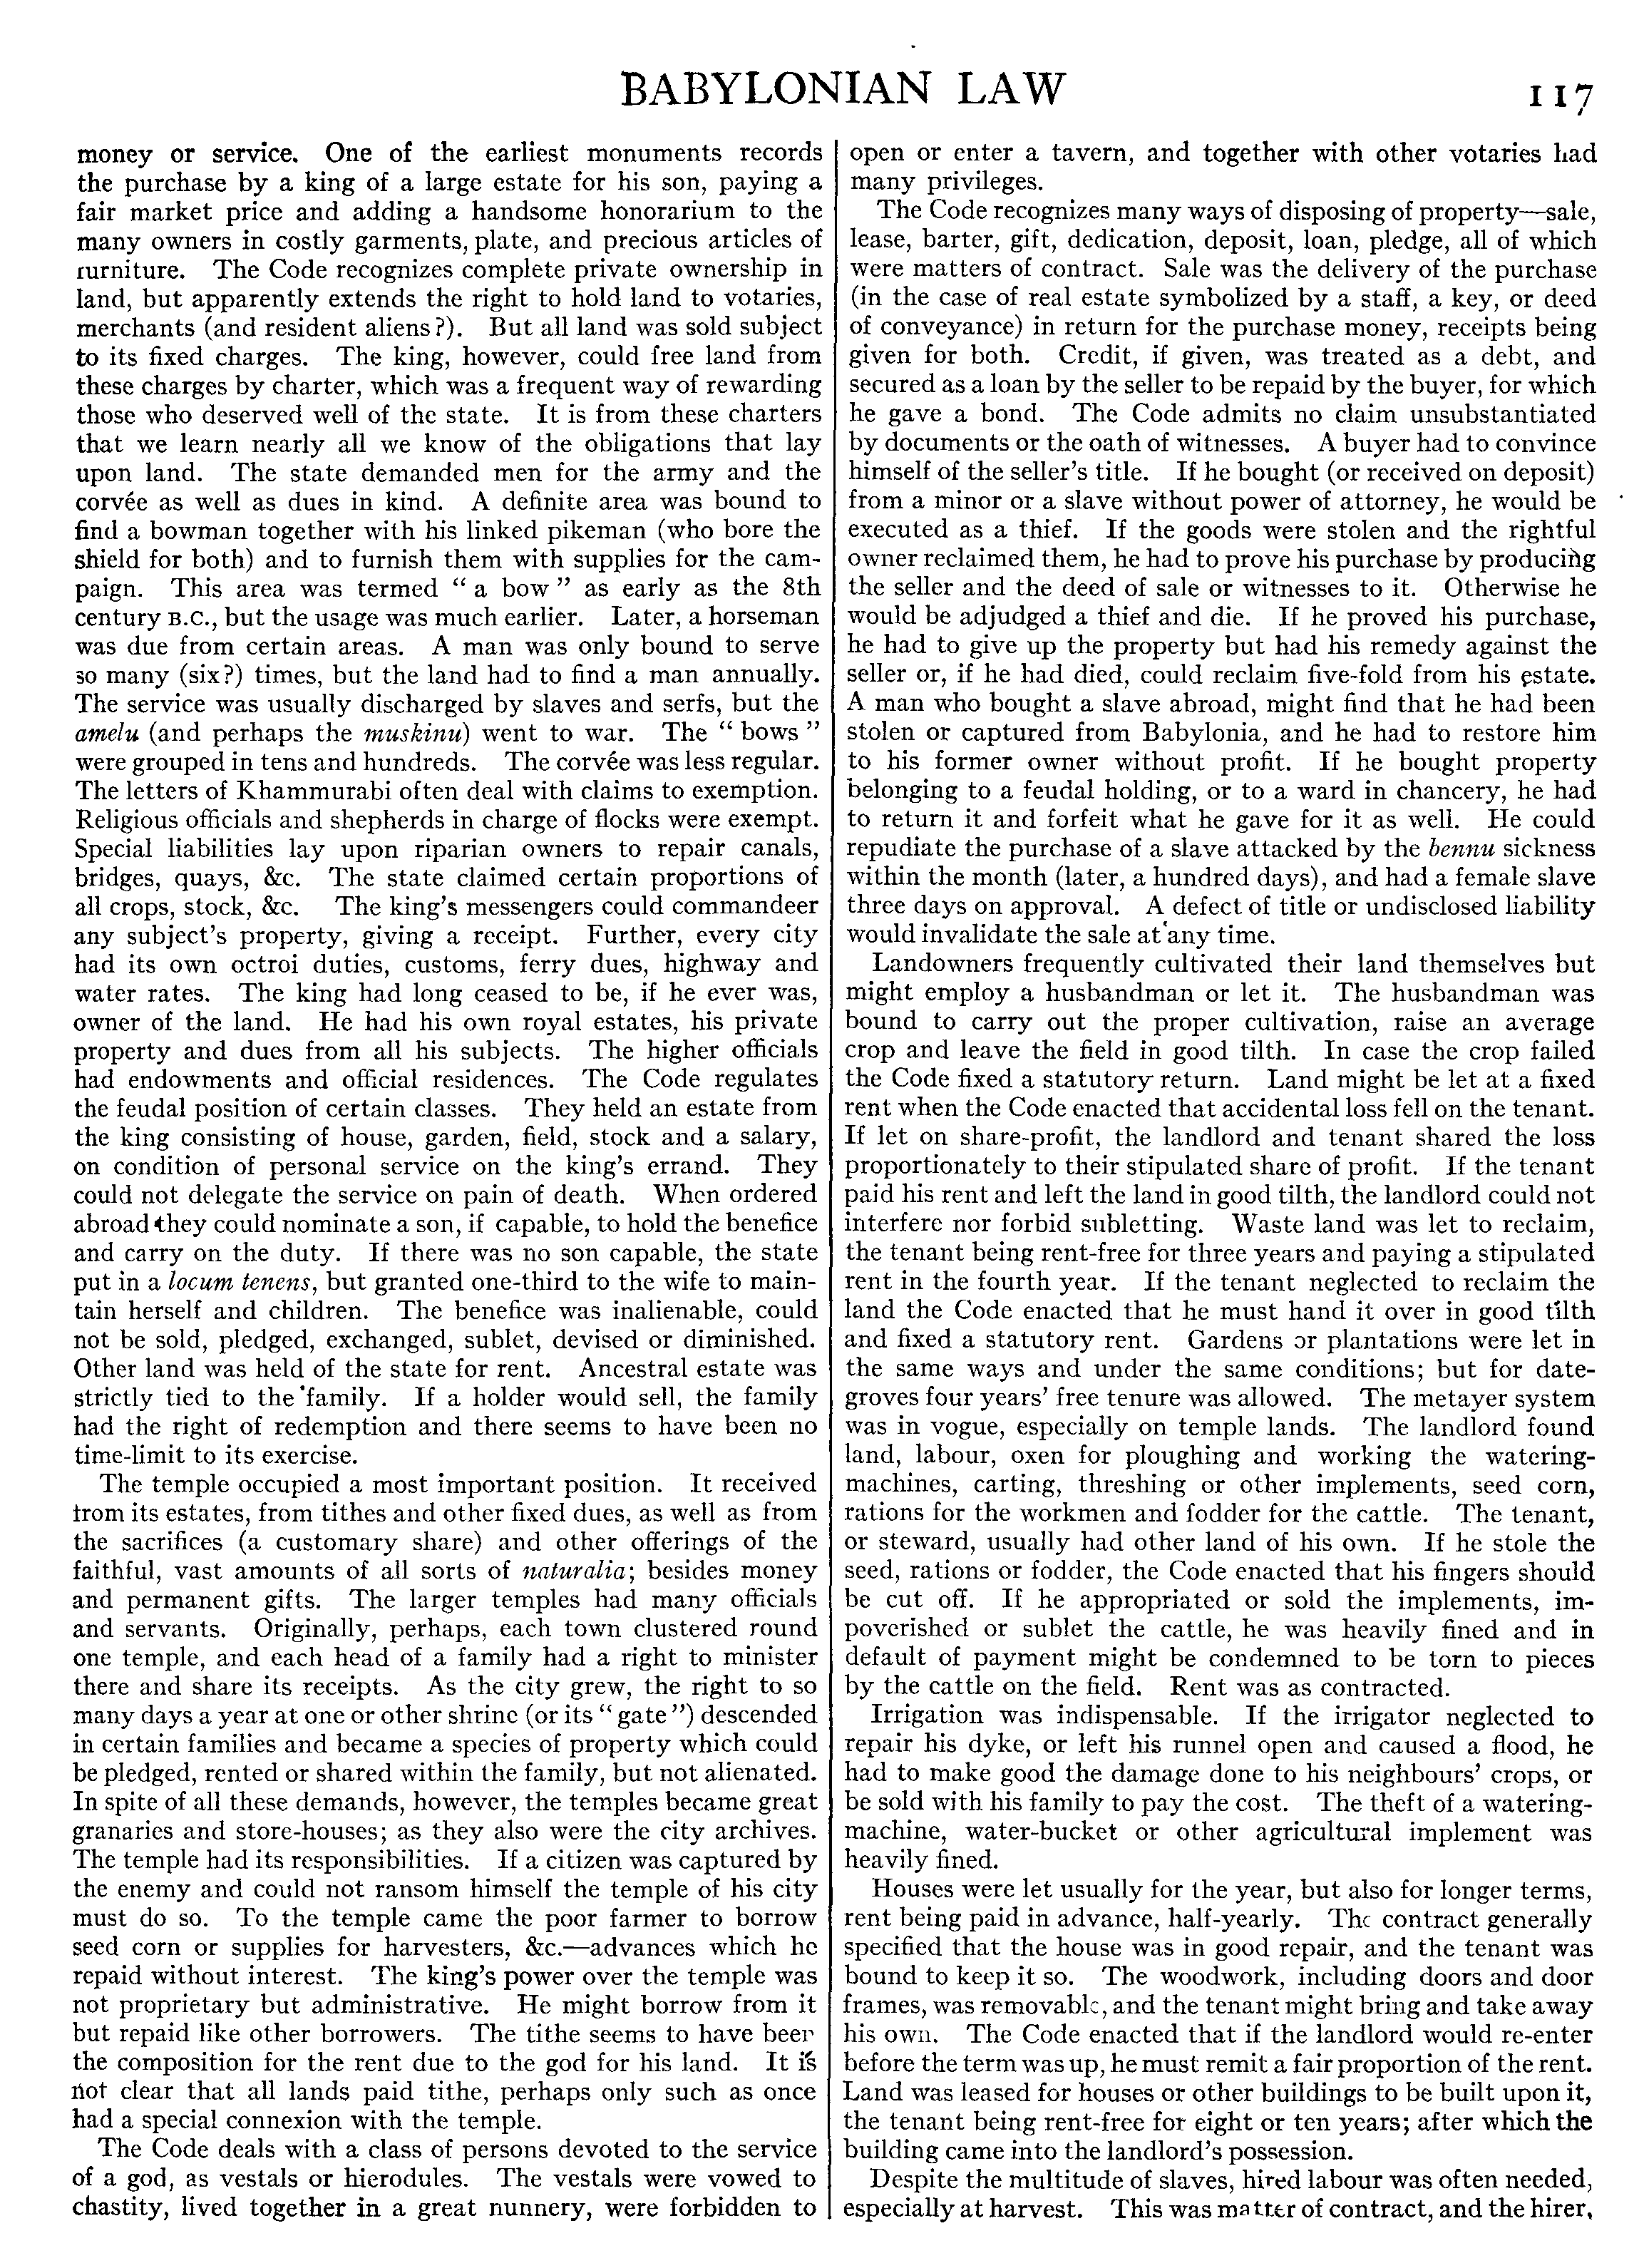 BABYLONIAN LAW
117
money or service. One of the earliest monuments records
the purchase by a king of a large estate for his son, paying a
fair market price and adding a handsome honorarium to the
many owners in costly garments, plate, and precious articles of
furniture. The Code recognizes complete private ownership in
land, but apparently extends the right to hold land to votaries,
merchants (and resident aliens?). But all land was sold subject
to its fixed charges. The king, however, could free land from
these charges by charter, which was a frequent way of rewarding
those who deserved well of the state. It is from these charters
that we learn nearly all we know of the obligations that lay
upon land. The state demanded men for the army and the
corvée as well as dues in kind. A definite area was bound to
find a bowman together with his linked pikeman (who bore the
shield for both) and to furnish them with supplies for the cam-
paign. This area was termed " a bow " as early as the 8th
century B.C., but the usage was much earlier. Later, a horseman
was due from certain areas. A man was only bound to serve
so many (six?) times, but the land had to find a man annually.
The service was usually discharged by slaves and serfs, but the
amelu (and perhaps the muskinu) went to war. The " bows "
were grouped in tens and hundreds. The corvée was less regular.
The letters of Khammurabi often deal with claims to exemption.
Religious officials and shepherds in charge of flocks were exempt.
Special liabilities lay upon riparian owners to repair canals,
bridges, quays, &c. The state claimed certain proportions of
all crops, stock, &c. The king's messengers could commandeer
any subject's property, giving a receipt. Further, every city
had its own octroi duties, customs, ferry dues, highway and
water rates. The king had long ceased to be, if he ever was,
owner of the land. He had his own royal estates, his private
property and dues from all his subjects. The higher officials
had endowments and official residences. The Code regulates
the feudal position of certain classes. They held an estate from
the king consisting of house, garden, field, stock and a salary,
on condition of personal service on the king's errand. They
could not delegate the service on pain of death. When ordered
abroad they could nominate a son, if capable, to hold the benefice
and carry on the duty. If there was no son capable, the state
put in a locum tenens, but granted one-third to the wife to main-
tain herself and children. The benefice was inalienable, could
not be sold, pledged, exchanged, sublet, devised or diminished.
Other land was held of the state for rent. Ancestral estate was
strictly tied to the family. If a holder would sell, the family
had the right of redemption and there seems to have been no
time-limit to its exercise.
The temple occupied a most important position. It received
from its estates, from tithes and other fixed dues, as well as from
the sacrifices (a customary share) and other offerings of the
faithful, vast amounts of all sorts of naturalia; besides money
and permanent gifts. The larger temples had many officials
and servants. Originally, perhaps, each town clustered round
one temple, and each head of a family had a right to minister
there and share its receipts. As the city grew, the right to so
many days a year at one or other shrine (or its " gate ") descended
in certain families and became a species of property which could
be pledged, rented or shared within the family, but not alienated.
In spite of all these demands, however, the temples became great
granaries and store-houses; as they also were the city archives.
The temple had its responsibilities. If a citizen was captured by
the enemy and could not ransom himself the temple of his city
must do so. To the temple came the poor farmer to borrow
seed corn or supplies for harvesters, &c.—advances which he
repaid without interest. The king's power over the temple was
not proprietary but administrative. He might borrow from it
but repaid like other borrowers. The tithe seems to have been
the composition for the rent due to the god for his land. It is
not clear that all lands paid tithe, perhaps only such as once
had a special connexion with the temple.
The Code deals with a class of persons devoted to the service
of a god, as vestals or hierodules. The vestals were vowed to
chastity, lived together in a great nunnery, were forbidden to
open or enter a tavern, and together with other votaries had
many privileges.
The Code recognizes many ways of disposing of property—sale,
lease, barter, gift, dedication, deposit, loan, pledge, all of which
were matters of contract. Sale was the delivery of the purchase
(in the case of real estate symbolized by a staff, a key, or deed
of conveyance) in return for the purchase money, receipts being
given for both. Credit, if given, was treated as a debt, and
secured as a loan by the seller to be repaid by the buyer, for which
he gave a bond. The Code admits no claim unsubstantiated
by documents or the oath of witnesses. A buyer had to convince
himself of the seller's title. If he bought (or received on deposit)
from a minor or a slave without power of attorney, he would be
executed as a thief. If the goods were stolen and the rightful
owner reclaimed them, he had to prove his purchase by producing
the seller and the deed of sale or witnesses to it. Otherwise he
would be adjudged a thief and die. If he proved his purchase,
he had to give up the property but had his remedy against the
seller or, if he had died, could reclaim five-fold from his estate.
A man who bought a slave abroad, might find that he had been
stolen or captured from Babylonia, and he had to restore him
to his former owner without profit. If he bought property
belonging to a feudal holding, or to a ward in chancery, he had
to return it and forfeit what he gave for it as well. He could
repudiate the purchase of a slave attacked by the bennu sickness
within the month (later, a hundred days), and had a female slave
three days on approval. A defect of title or undisclosed liability
would invalidate the sale at any time.
Landowners frequently cultivated their land themselves but
might employ a husbandman or let it. The husbandman was
bound to carry out the proper cultivation, raise an average
crop and leave the field in good tilth. In case the crop failed
the Code fixed a statutory return. Land might be let at a fixed
rent when the Code enacted that accidental loss fell on the tenant.
If let on share-profit, the landlord and tenant shared the loss
proportionately to their stipulated share of profit. If the tenant
paid his rent and left the land in good tilth, the landlord could not
interfere nor forbid subletting. Waste land was let to reclaim,
the tenant being rent-free for three years and paying a stipulated
rent in the fourth year. If the tenant neglected to reclaim the
land the Code enacted that he must hand it over in good tilth
and fixed a statutory rent. Gardens or plantations were let in
the same ways and under the same conditions; but for date-
groves four years' free tenure was allowed. The metayer system
was in vogue, especially on temple lands. The landlord found
land, labour, oxen for ploughing and working the watering-
machines, carting, threshing or other implements, seed corn,
rations for the workmen and fodder for the cattle. The tenant,
or steward, usually had other land of his own. If he stole the
seed, rations or fodder, the Code enacted that his fingers should
be cut off. If he appropriated or sold the implements, im-
poverished or sublet the cattle, he was heavily fined and in
default of payment might be condemned to be torn to pieces
by the cattle on the field. Rent was as contracted.
Irrigation was indispensable. If the irrigator neglected to
repair his dyke, or left his runnel open and caused a flood, he
had to make good the damage done to his neighbours' crops, or
be sold with his family to pay the cost. The theft of a watering-
machine, water-bucket or other agricultural implement was
heavily fined.
Houses were let usually for the year, but also for longer terms,
rent being paid in advance, half-yearly. The contract generally
specified that the house was in good repair, and the tenant was
bound to keep it so. The woodwork, including doors and door
frames, was removable, and the tenant might bring and take away
his own. The Code enacted that if the landlord would re-enter
before the term was up, he must remit a fair proportion of the rent.
Land was leased for houses or other buildings to be built upon it,
the tenant being rent-free for eight or ten years; after which the
building came into the landlord's possession.
Despite the multitude of slaves, hired labour was often needed,
especially at harvest. This was matter of contract, and the hirer,